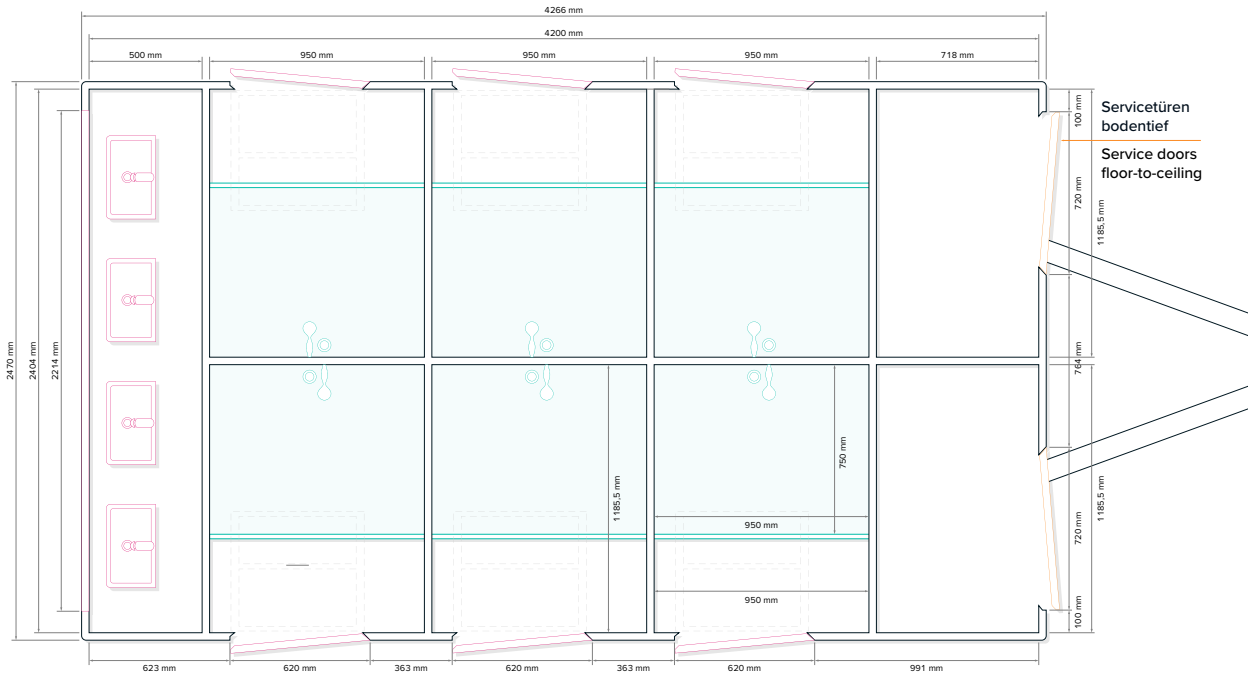 4266 mm
4200 mm
500 mm
950 mm
950 mm
950 mm
718 mm
2470 mm
2404 mm
2214 mm
100 mm
720 mm
1185,5 mm
764 mm
720 mm
1185,5 mm
100 mm
Servicetüren
bodentief
Service doors
floor-to-ceiling
750 mm
1185,5 mm
950 mm
950 mm
623 mm
620 mm
363 mm
620 mm
363 mm
620 mm
991 mm